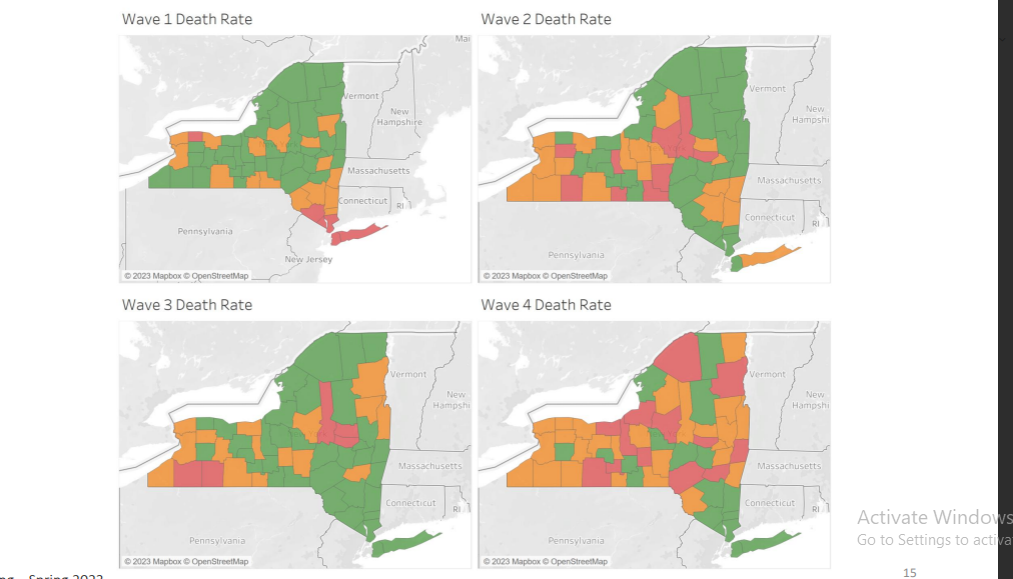 Wave 1 Death Rate
Wave 2 Death Rate
Mai
Vermont
New
Hampshire
Massachusetts
Connecticut
RI
Pennsylvania
New Jersey
© 2023 Mapbox © OpenStreetMap
Vermont
New
Hampshi
Massachusetts
Connecticut
RI
Pennsylvania
© 2023 Mapbox © OpenStreetMap
Wave 3 Death Rate
Wave 4 Death Rate
Vermont
New
Hampshi
Massachusetts
Connecticut
RI
Pennsylvania
© 2023 Mapbox © OpenStreetMap
Vermont
New
Hampshi
Massachusetts
Connecticut
RI
Pennsylvania
© 2023 Mapbox © OpenStreetMap
Activate Windows
Go to Settings to activa
15
Spring 2023